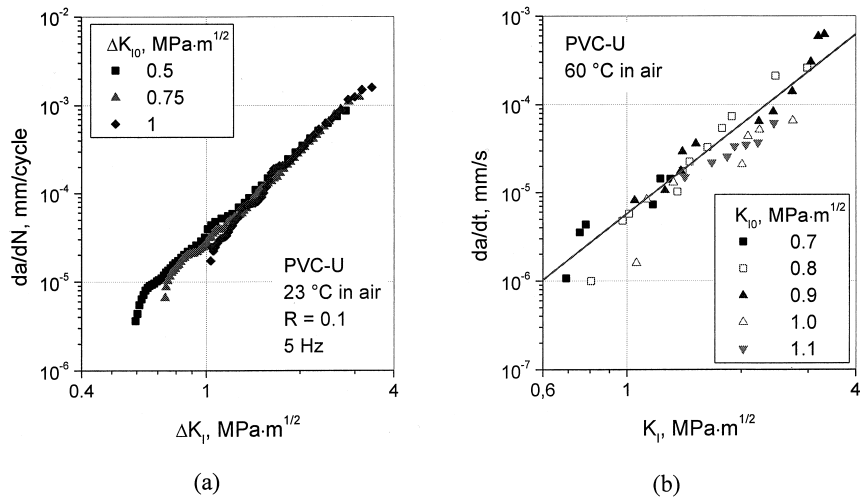 ΔK_I0, MPa·m^1/2
0.5
0.75
1
PVC-U
23 °C in air
R = 0.1
5 Hz
da/dN, mm/cycle
10^-2
10^-3
10^-4
10^-5
10^-6
0.4
1
4
ΔK_I, MPa·m^1/2
(a)
PVC-U
60 °C in air
K_I0, MPa·m^1/2
0.7
0.8
0.9
1.0
1.1
da/dt, mm/s
10^-3
10^-4
10^-5
10^-6
10^-7
0,6
1
4
K_I, MPa·m^1/2
(b)